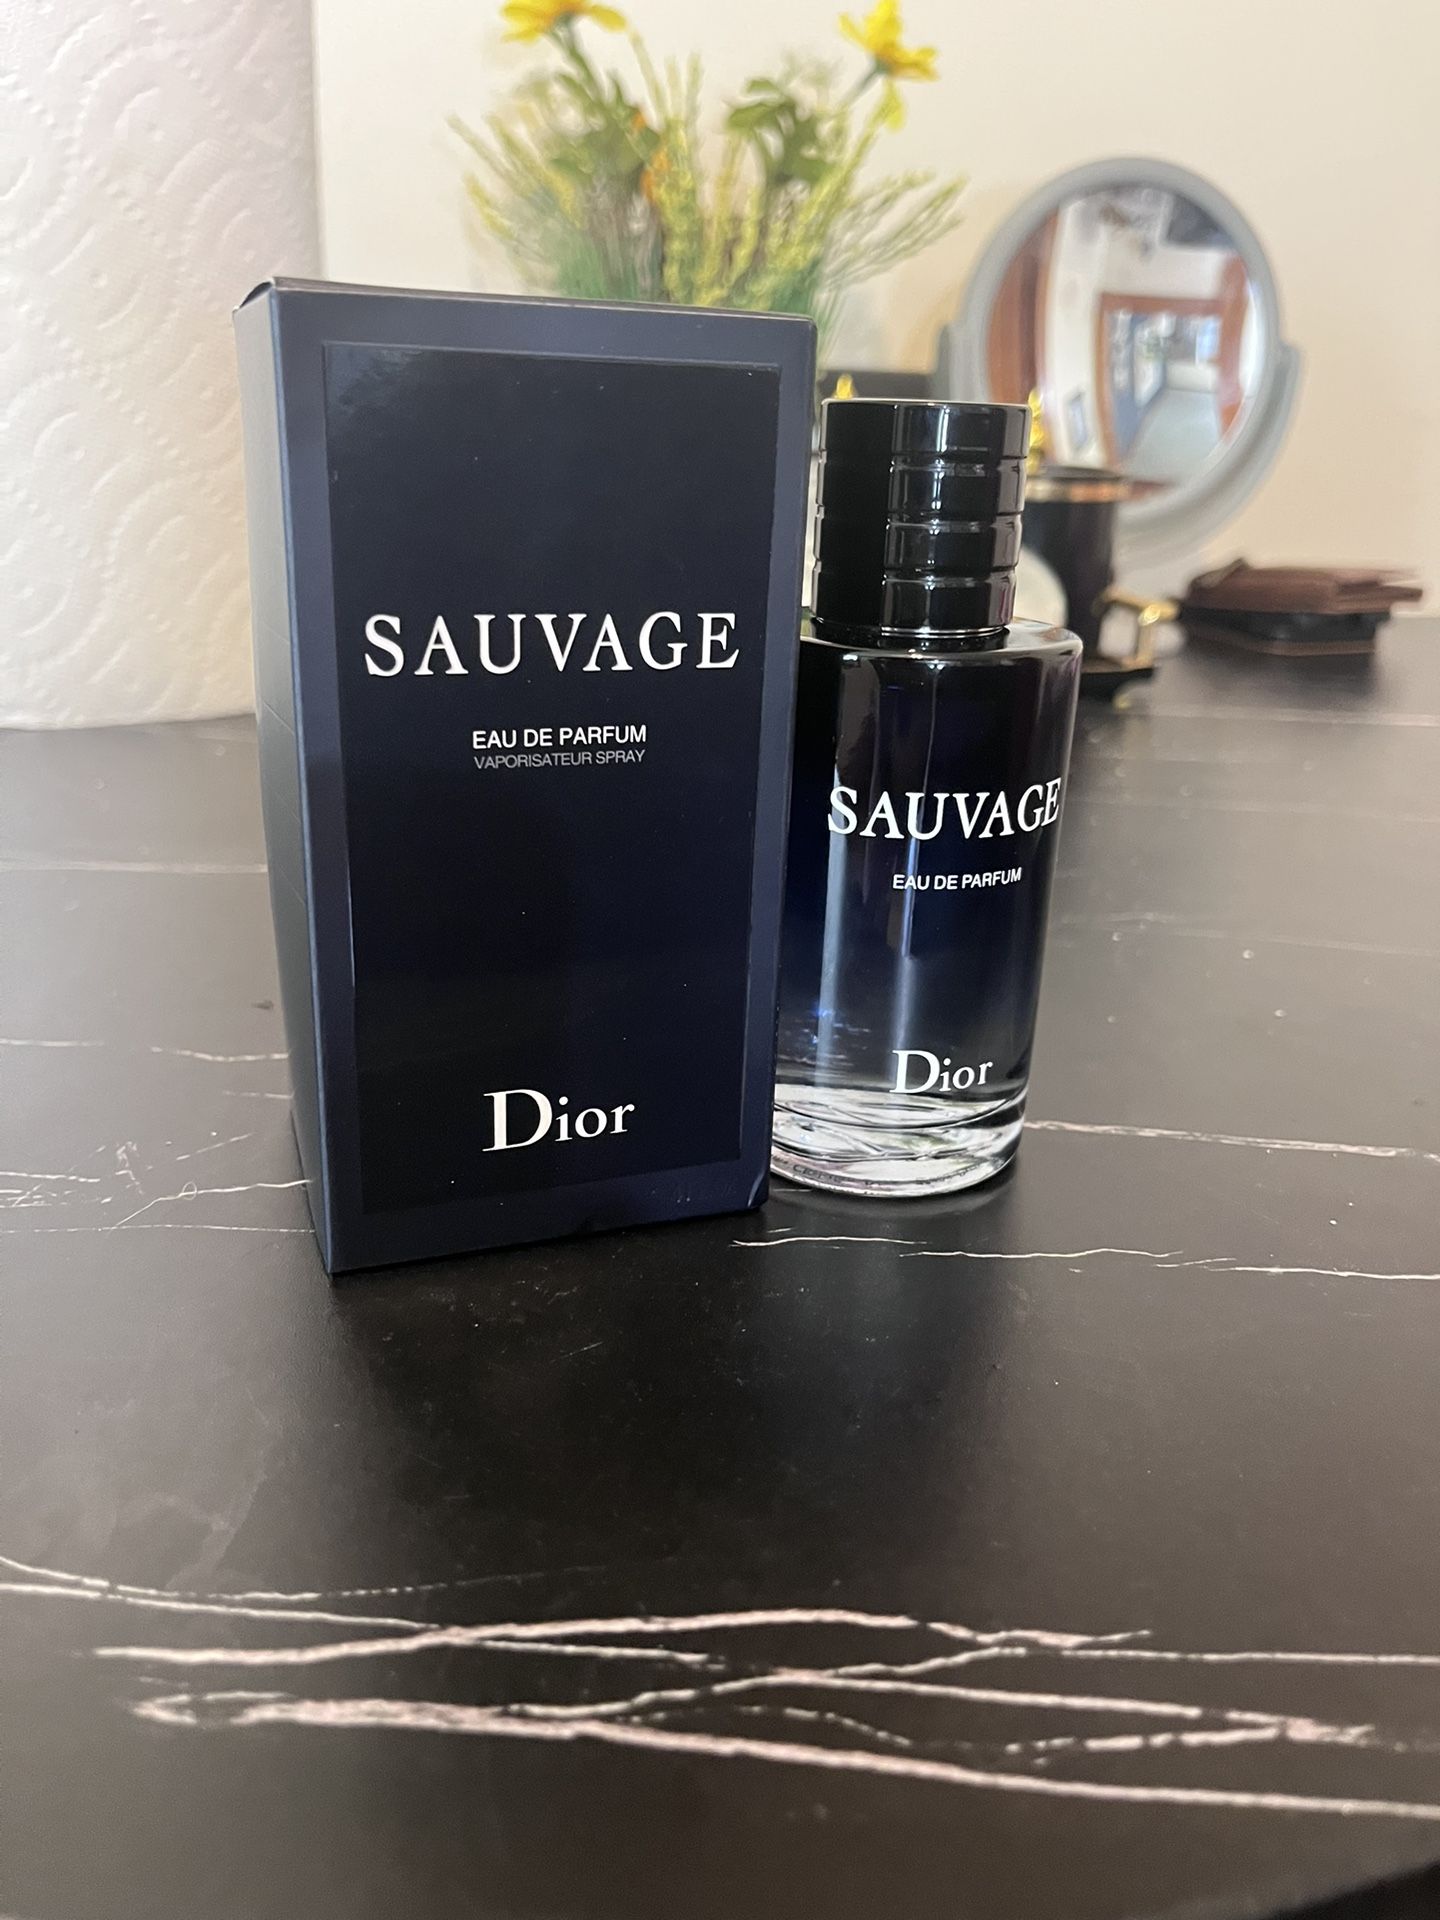 SAUVAGE
EAU DE PARFUM
VAPORISATEUR SPRAY
Dior
SAUVAGE
EAU DE PARFUM
Dior